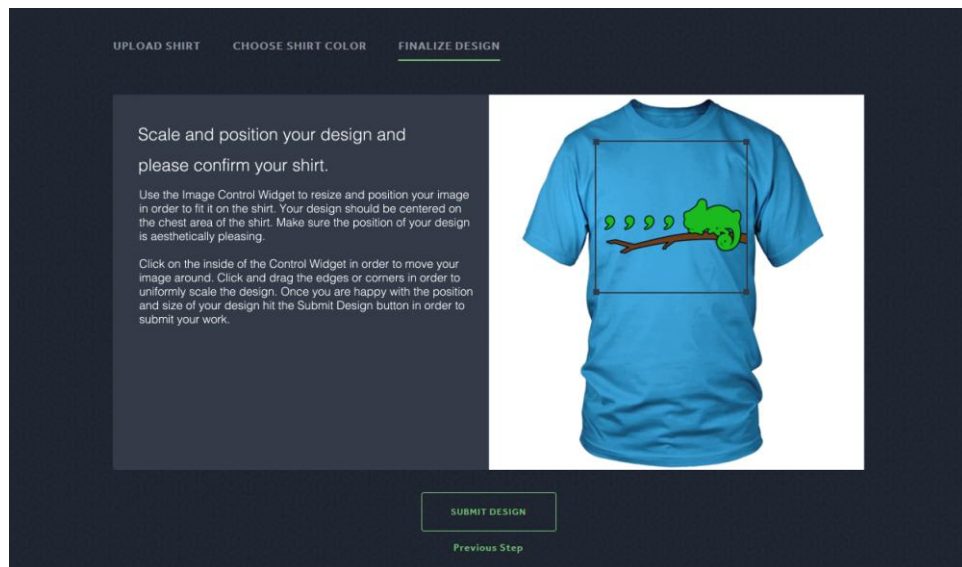 UPLOAD SHIRT CHOOSE SHIRT COLOR FINALIZE DESIGN
Scale and position your design and
please confirm your shirt.
Use the Image Control Widget to resize and position your image
in order to fit it on the shirt. Your design should be centered on
the chest area of the shirt. Make sure the position of your design
is aesthetically pleasing.
Click on the inside of the Control Widget in order to move your
image around. Click and drag the edges or corners in order to
uniformly scale the design. Once you are happy with the position
and size of your design hit the Submit Design button in order to
submit your work.
, , , ,
SUBMIT DESIGN
Previous Step